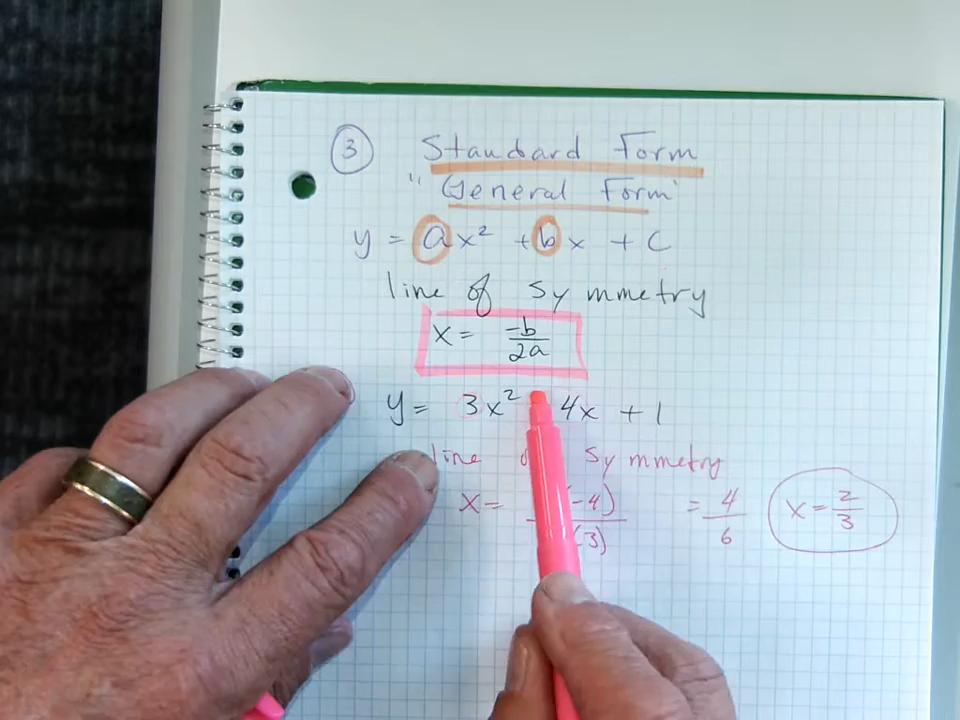 3 Standard Form
"General Form"
y = ax² + bx + c
line of symmetry
x = -b/2a
y = 3x² 4x + 1
line symmetry
x = (-4) (3) = 4/6 x = 2/3